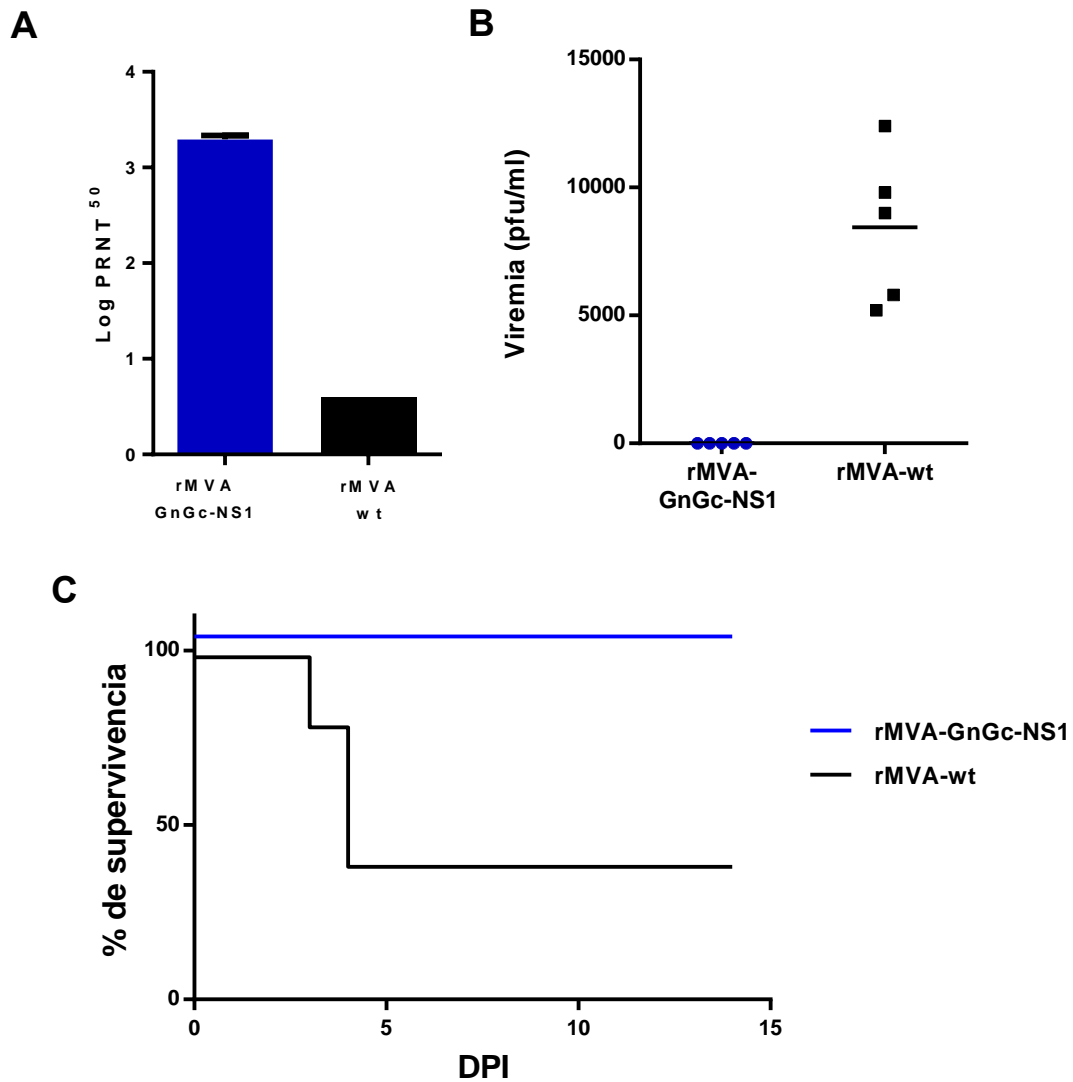 A
4
3
2
1
0
Log PRNT 50
rMVA
GnGc-NS1
rMVA
wt
B
15000
10000
5000
0
Viremia (pfu/ml)
rMVA-
GnGc-NS1
rMVA-wt
C
100
50
0
% de supervivencia
0 5 10 15
DPI
rMVA-GnGc-NS1
rMVA-wt